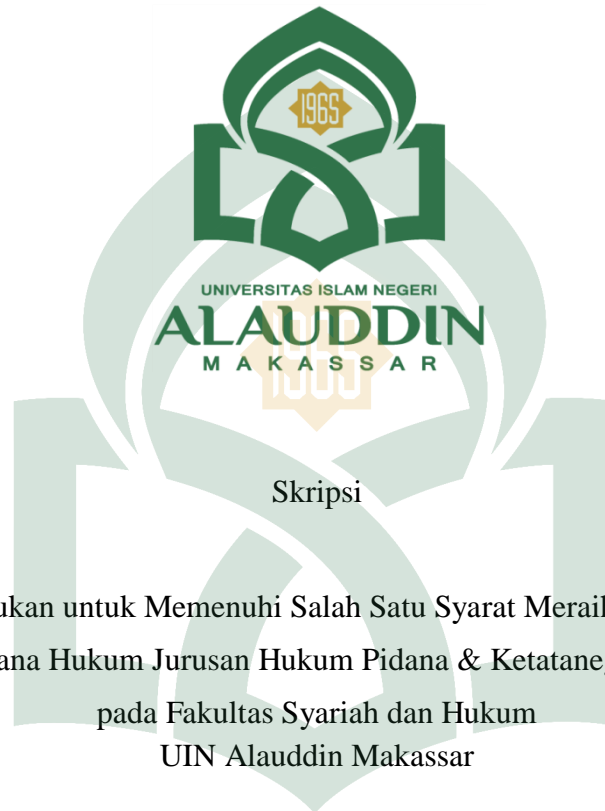 1965
UNIVERSITAS ISLAM NEGERI
ALAUDDIN
MAKASSAR
1965
Skripsi
ukan untuk Memenuhi Salah Satu Syarat Meraih
ana Hukum Jurusan Hukum Pidana & Ketatane
pada Fakultas Syariah dan Hukum
UIN Alauddin Makassar